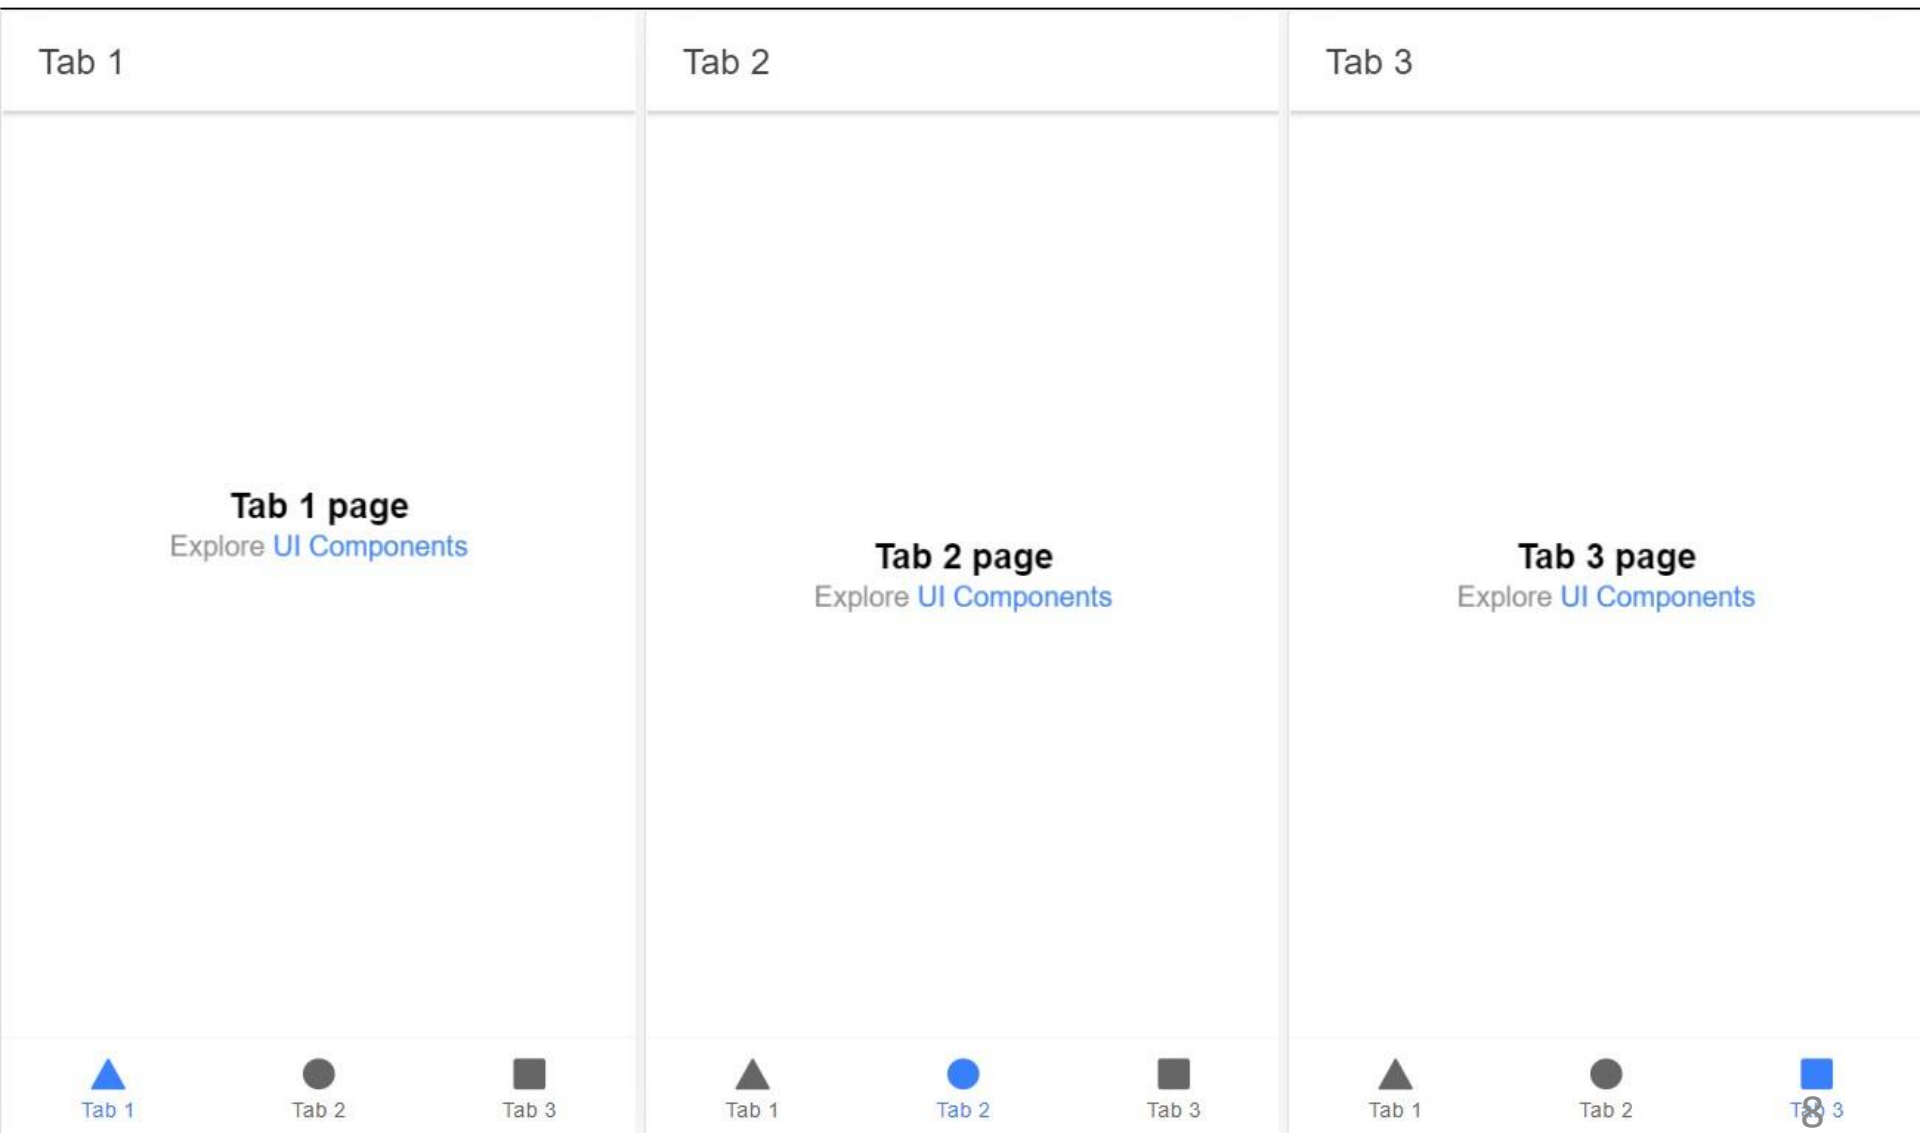 Tab 1
Tab 1 page
Explore UI Components
Tab 1 Tab 2 Tab 3
Tab 2
Tab 2 page
Explore UI Components
Tab 1 Tab 2 Tab 3
Tab 3
Tab 3 page
Explore UI Components
Tab 1 Tab 2 Tab 3
8